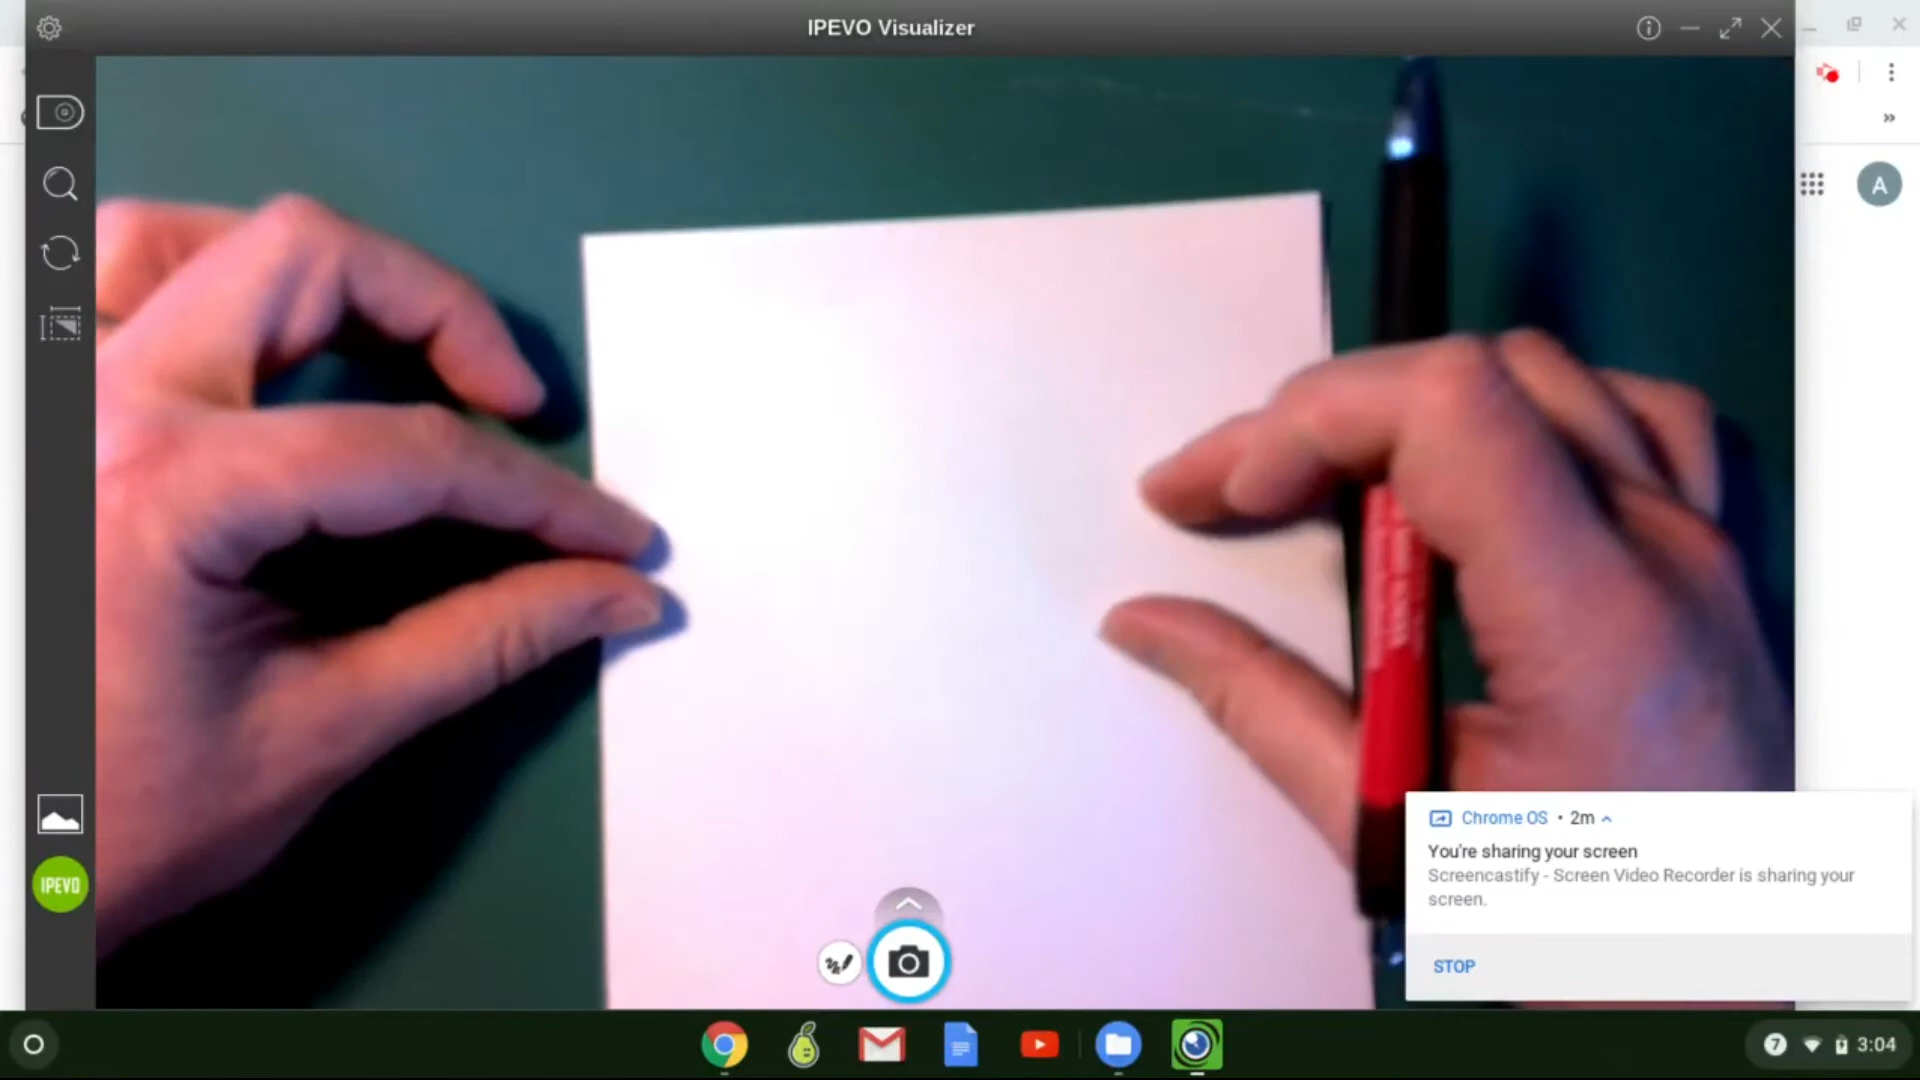 IPEVO Visualizer
A
IPEVO
Chrome OS • 2m
You're sharing your screen
Screencastify - Screen Video Recorder is sharing your
screen.
STOP
7 3:04